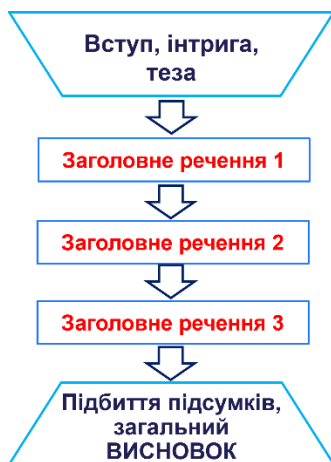 Вступ, інтрига,
теза
Заголовне речення 1
Заголовне речення 2
Заголовне речення 3
Підбиття підсумків,
загальний
ВИСНОВОК